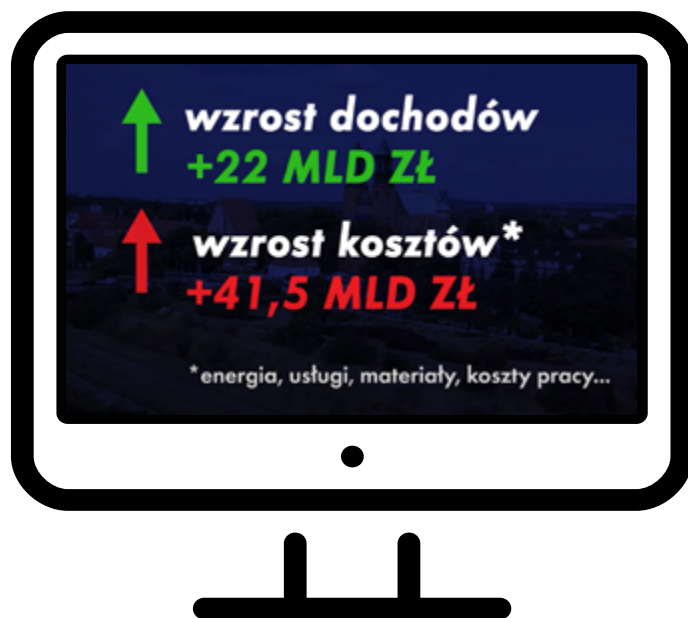 wzrost dochodów
+22 MLD ZŁ
wzrost kosztów*
+41,5 MLD ZŁ
*energia, usługi, materiały, koszty pracy...